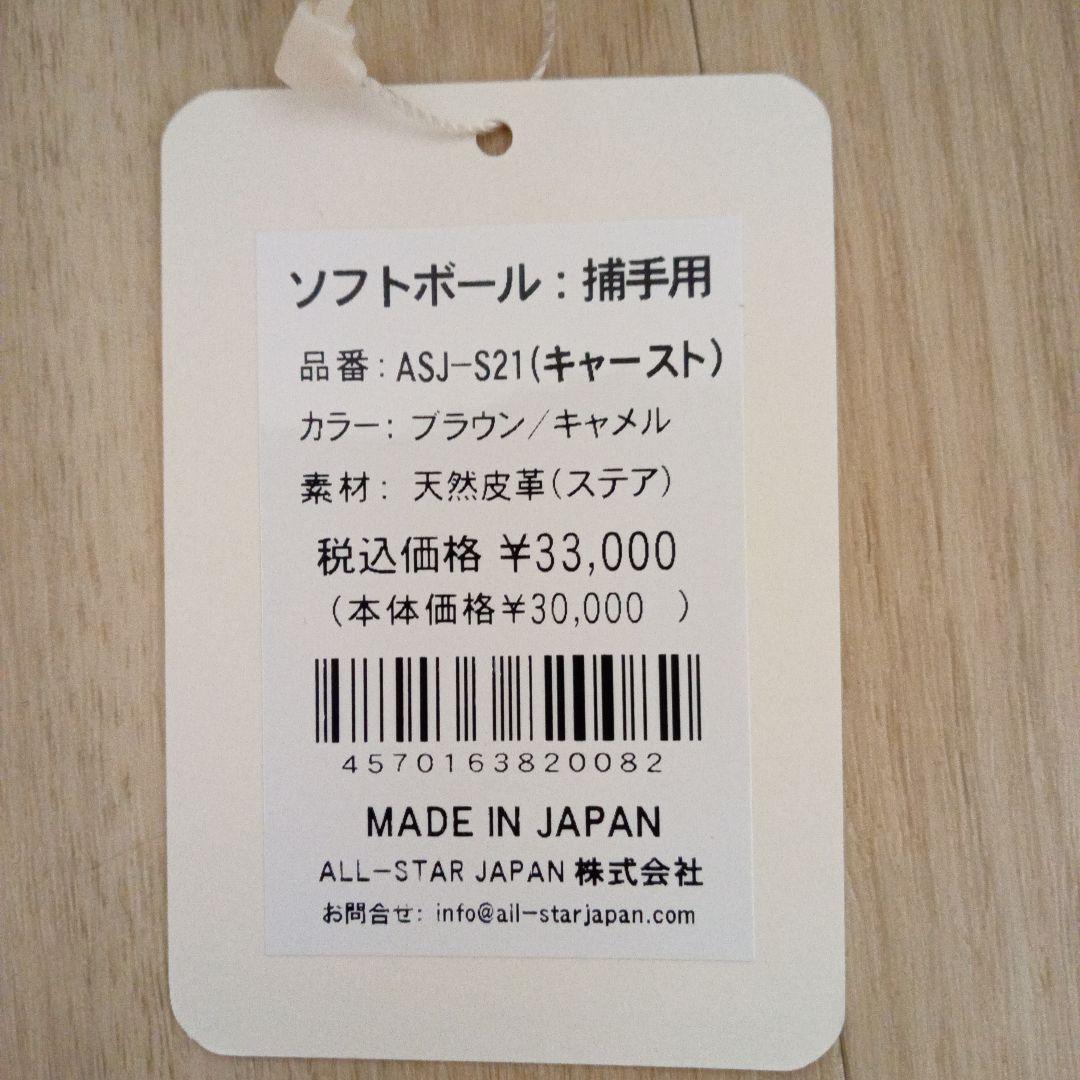 ソフトボール：捕手用
品番：ASJ-S21(キャースト)
カラー：ブラウン/キャメル
素材：天然皮革(ステア)
税込価格 ¥33,000
(本体価格¥30,000 )
4570163820082
MADE IN JAPAN
ALL-STAR JAPAN 株式会社
お問合せ：info@all-starjapan.com